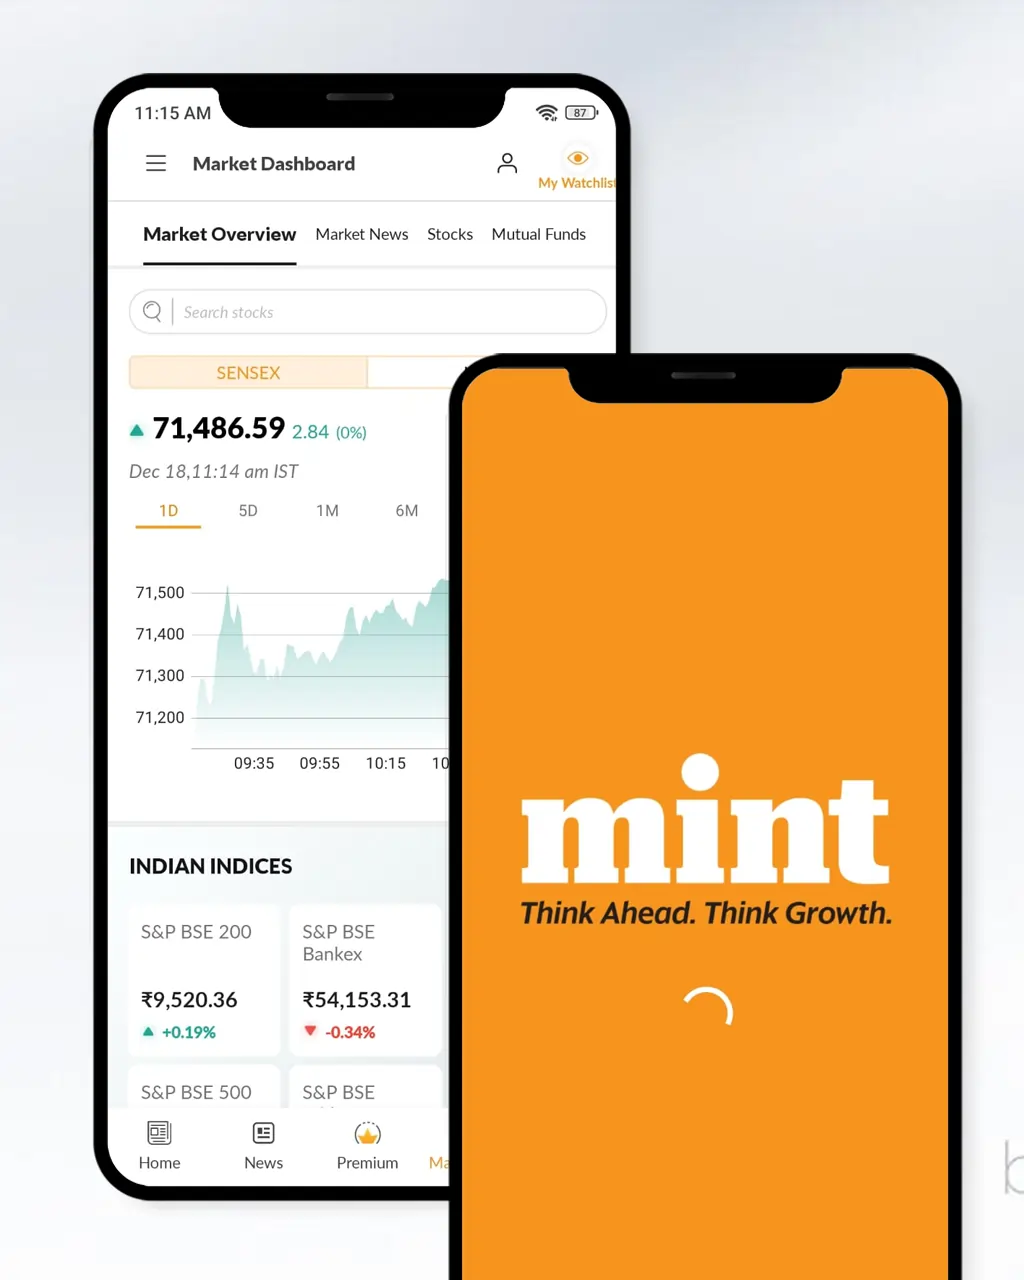 11:15 AM
87
Market Dashboard
My Watchlist
Market Overview Market News Stocks Mutual Funds
Search stocks
SENSEX
71,486.59 2.84 (0%)
Dec 18,11:14 am IST
1D 5D 1M 6M
71,500
71,400
71,300
71,200
09:35 09:55 10:15 10
INDIAN INDICES
S&P BSE 200
₹9,520.36
+0.19%
S&P BSE
Bankex
₹54,153.31
-0.34%
S&P BSE 500
S&P BSE
Home News Premium Ma
mint
Think Ahead. Think Growth.